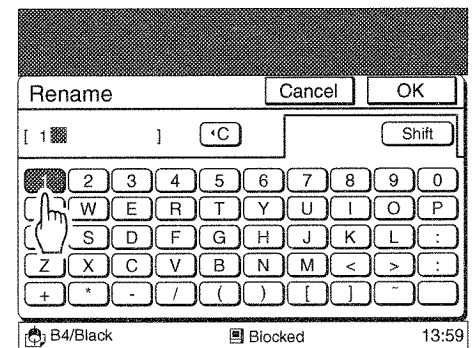 Rename Cancel OK
[ 1 ] C Shift
1 2 3 4 5 6 7 8 9 0
W E R T Y U I O P
S D F G H J K L :
Z X C V B N M < > :
+ * - / ( ) [ ] ~
B4/Black Blocked 13:59